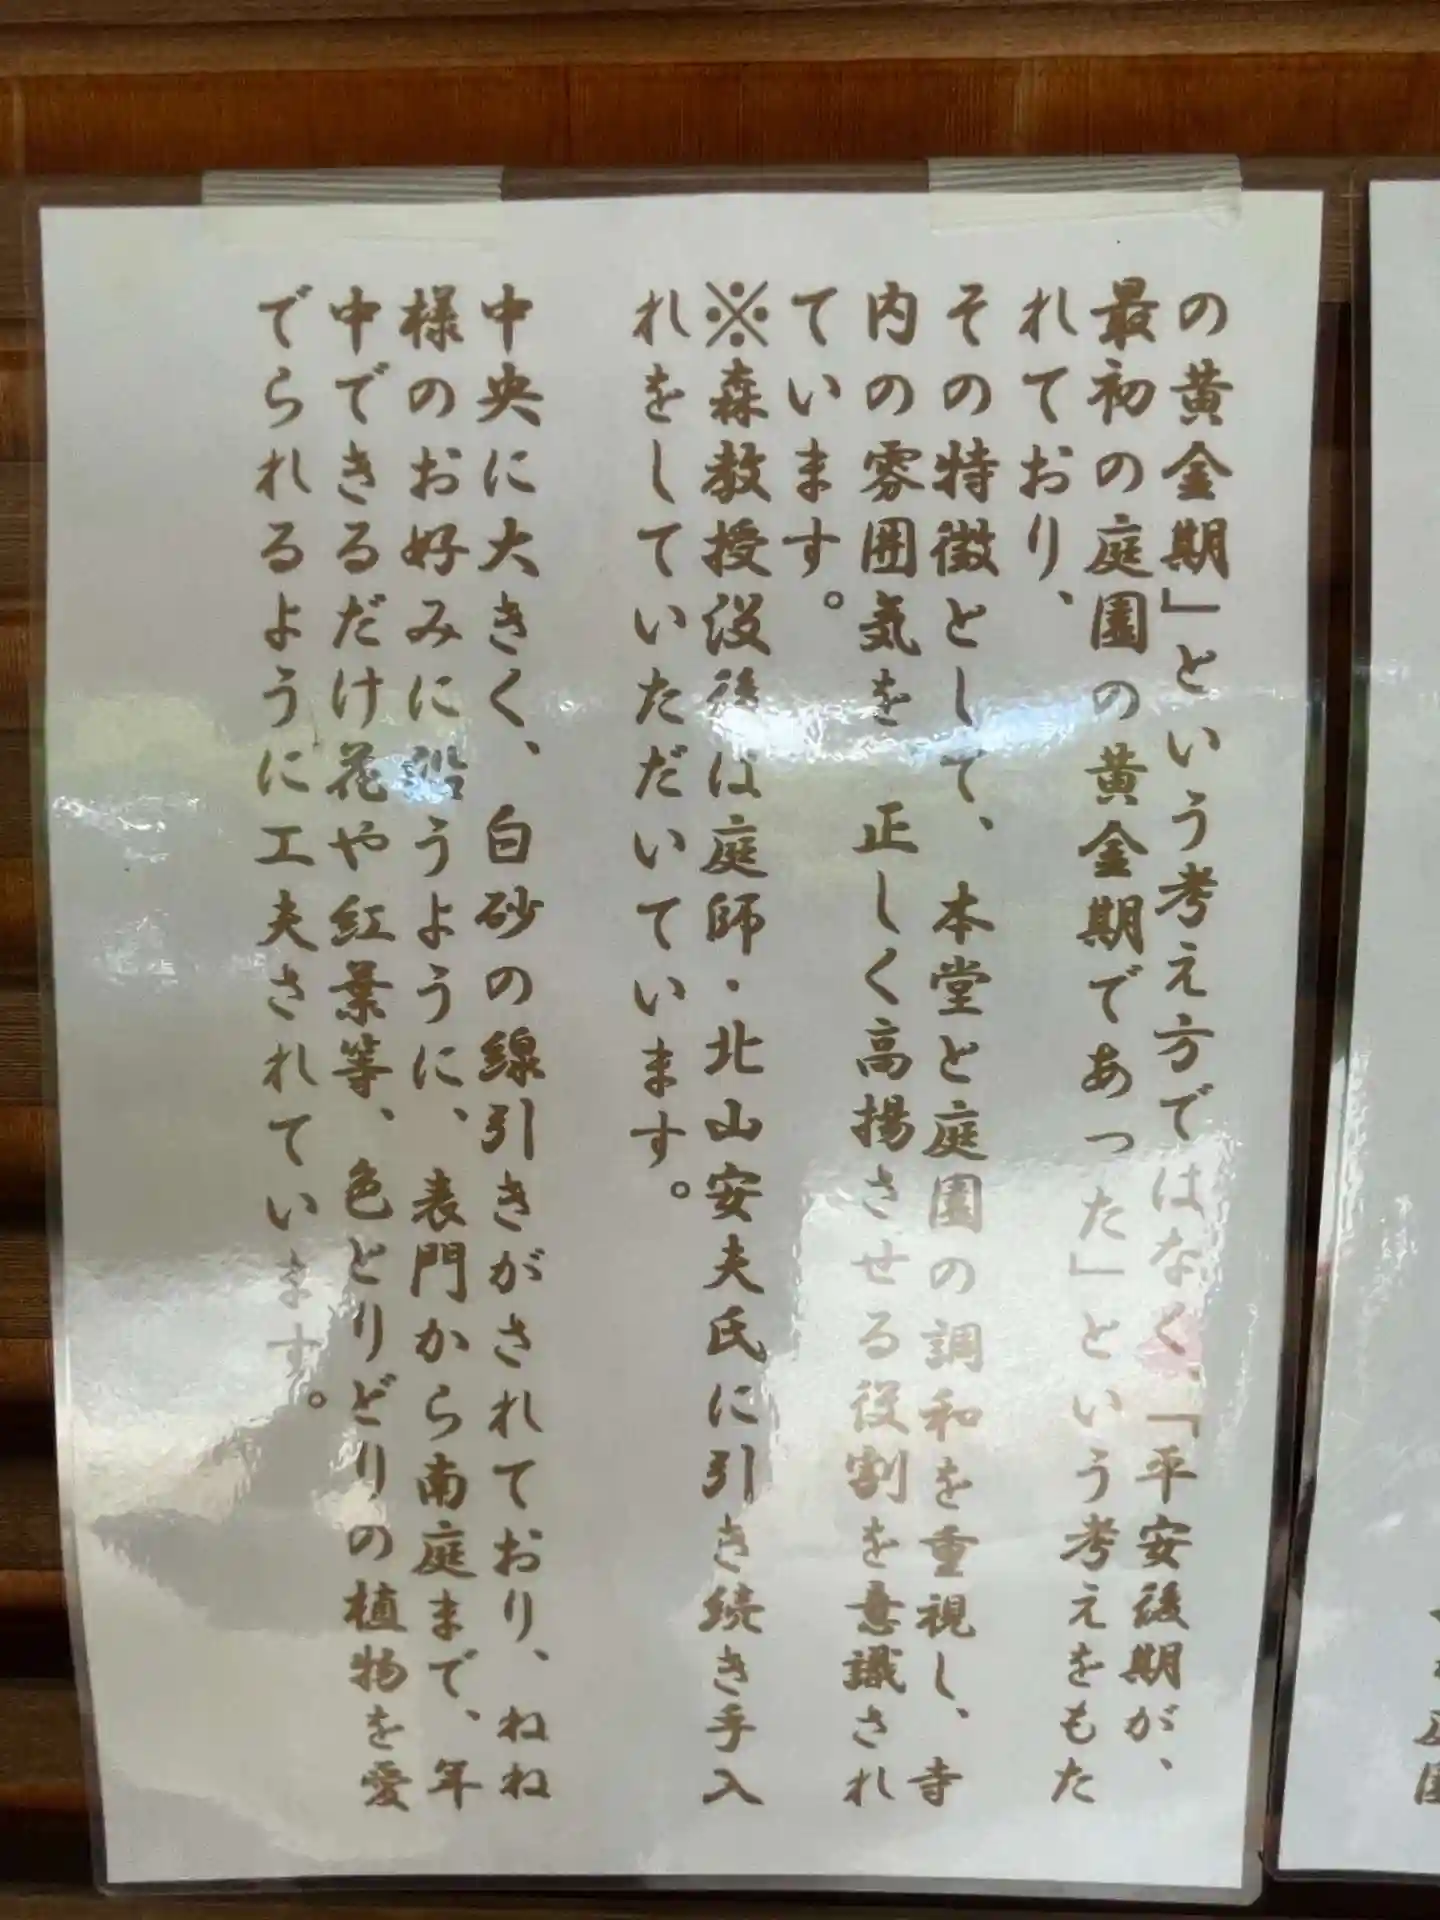 の黄金期」という考え方ではなく、「平安後期が、
最初の庭園の黄金期であった」という考えをもた
れており、
その特徴として、本堂と庭園の調和を重視し、寺
内の雰囲気を正しく高揚させる役割を意識され
ています。
※森教授没後は庭師・北山安夫氏に引き続き手入
れをしていただいています。
中央に大きく、白砂の線引きがされており、ねね
様のお好みに沿うように、表門から南庭まで、年
中できるだけ花や紅葉等、色とりどりの植物を愛
でられるように工夫されています。